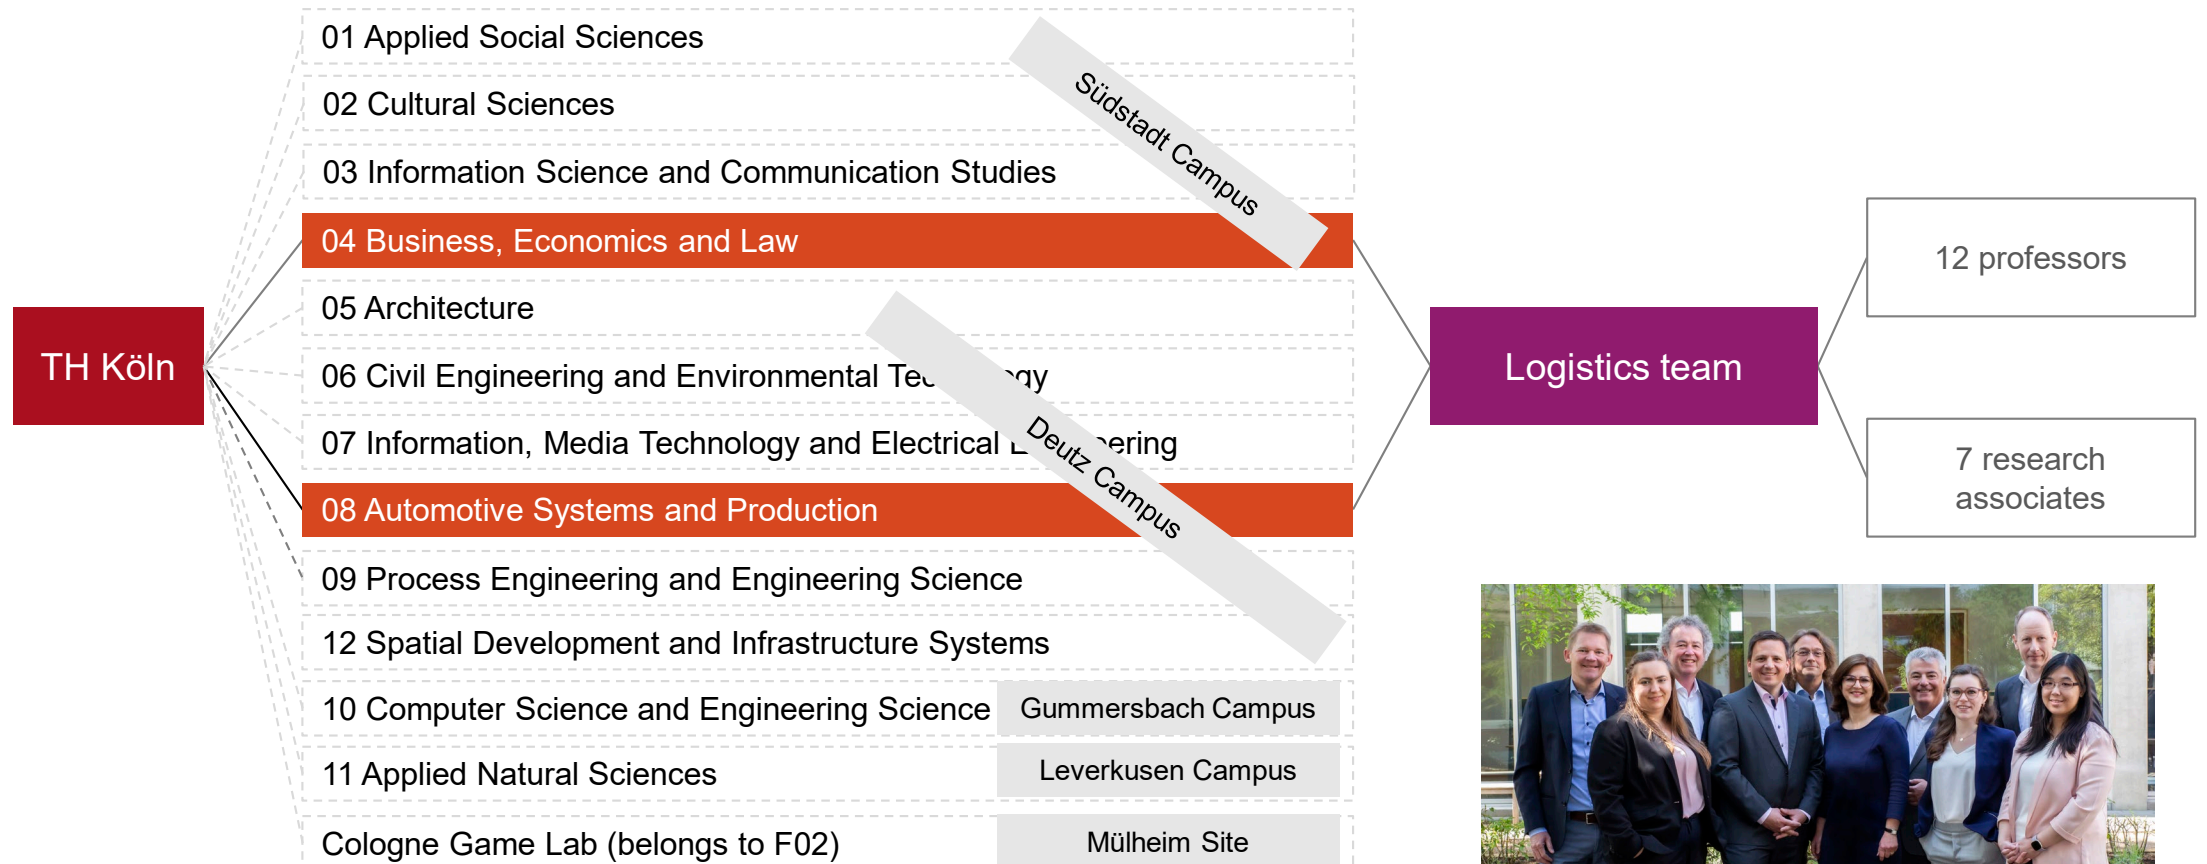 TH Köln
01 Applied Social Sciences
02 Cultural Sciences
03 Information Science and Communication Studies
04 Business, Economics and Law
05 Architecture
06 Civil Engineering and Environmental Tec gy
07 Information, Media Technology and Electrical E eering
08 Automotive Systems and Production
09 Process Engineering and Engineering Science
12 Spatial Development and Infrastructure Systems
10 Computer Science and Engineering Science
11 Applied Natural Sciences
Cologne Game Lab (belongs to F02)
Südstadt Campus
Deutz Campus
Gummersbach Campus
Leverkusen Campus
Mülheim Site
Logistics team
12 professors
7 research
associates